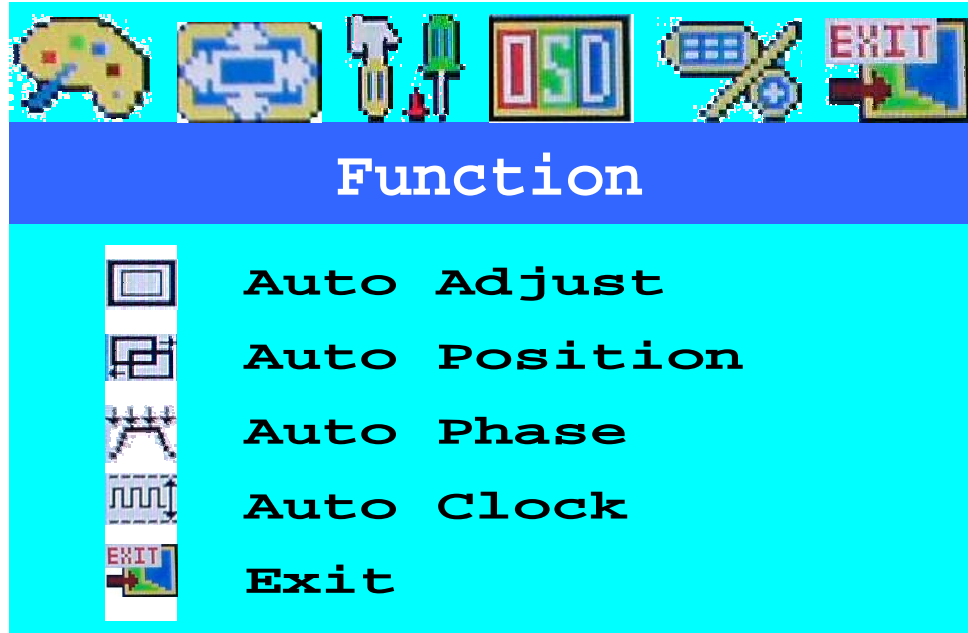 OSD
EXIT
Function
Auto Adjust
Auto Position
Auto Phase
Auto Clock
EXIT
Exit